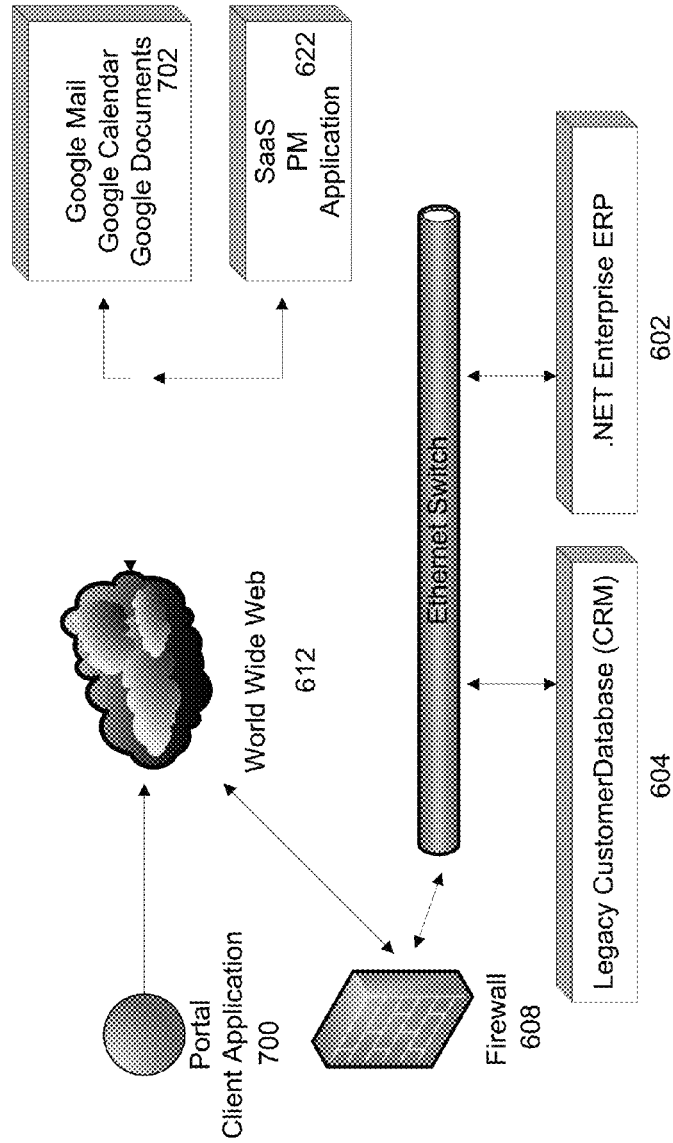 Portal
Client Application
700
World Wide Web
612
Google Mail
Google Calendar
Google Documents
702
SaaS
PM
Application
622
Firewall
608
Ethernet Switch
Legacy CustomerDatabase (CRM)
604
.NET Enterprise ERP
602